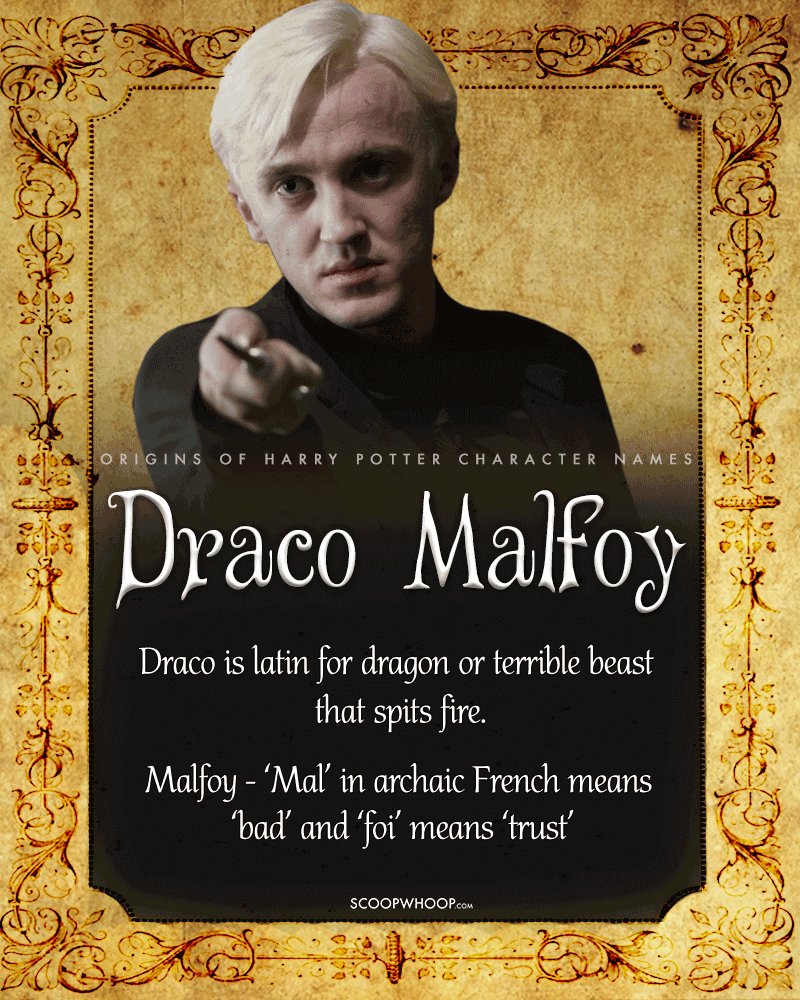 ORIGINS OF HARRY POTTER CHARACTER NAMES
Draco Malfoy
Draco is latin for dragon or terrible beast
that spits fire.
Malfoy - ‘Mal’ in archaic French means
‘bad’ and ‘foi’ means ‘trust’
SCOOPWHOOP.COM